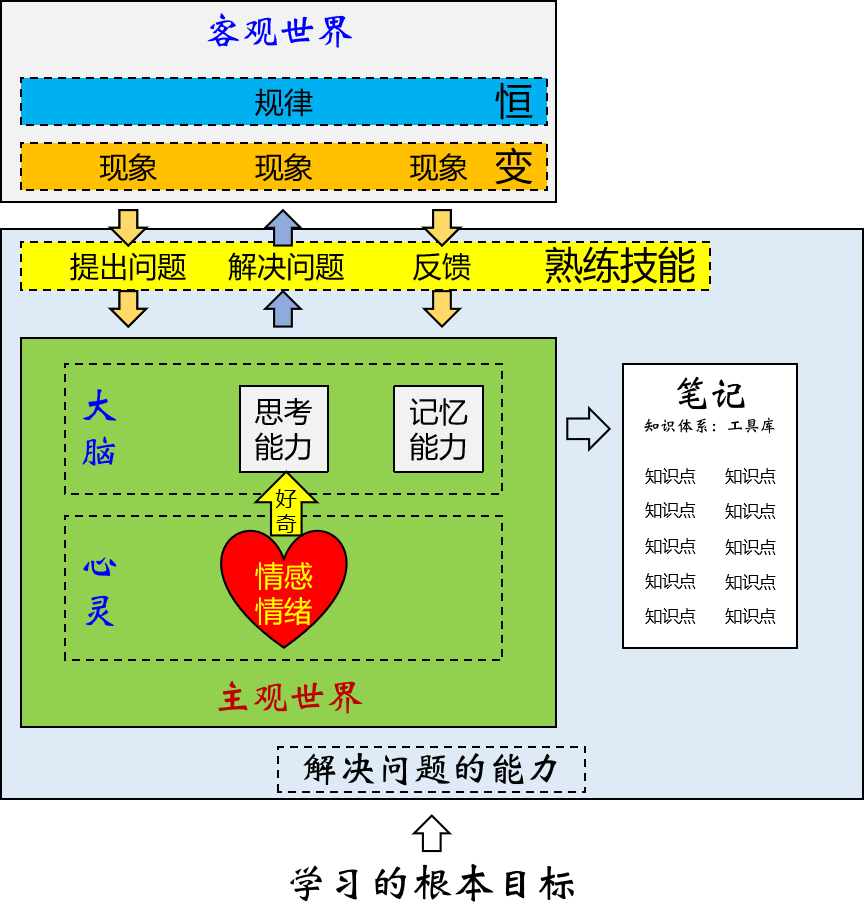 客观世界
规律 恒
现象 现象 现象 变
提出问题 解决问题 反馈 熟练技能
大脑
思考能力
记忆能力
好奇
心灵
情感情绪
主观世界
笔记
知识体系：工具库
知识点 知识点
知识点 知识点
知识点 知识点
知识点 知识点
知识点 知识点
解决问题的能力
学习的根本目标